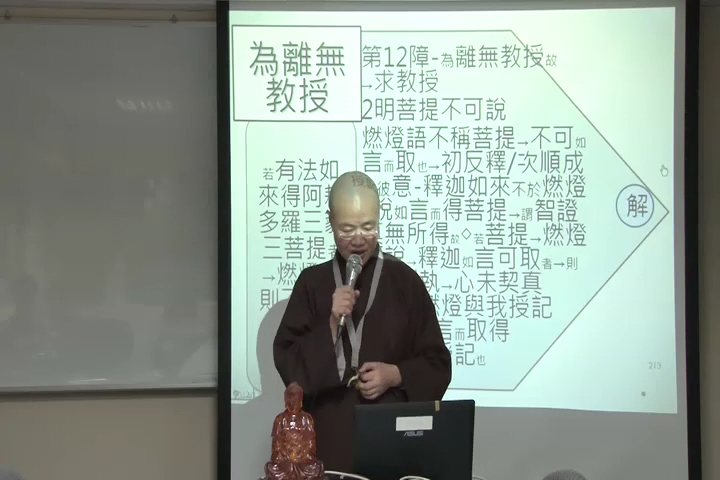 為離無
教授
第12障-為離無教授故
→求教授
2明菩提不可說
燃燈語不稱菩提→不可如
言而取也→初反釋/次順成
意-釋迦如來不於燃燈
如言而得菩提→謂智證
無所得故◇若菩提→燃燈
→釋迦如言可取者→則
執→心未契真
燈與我授記
言而取得
記也
若有法如
來得阿
多羅三
三菩提
→燃
則
解
213
ASUS